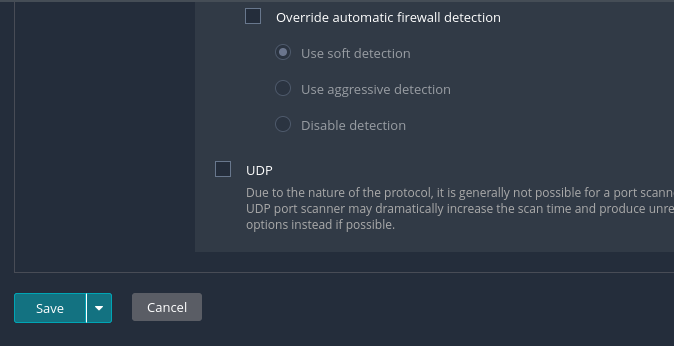 Override automatic firewall detection
Use soft detection
Use aggressive detection
Disable detection
UDP
Due to the nature of the protocol, it is generally not possible for a port
UDP port scanner may dramatically increase the scan time and produce
options instead if possible.
Save
Cancel